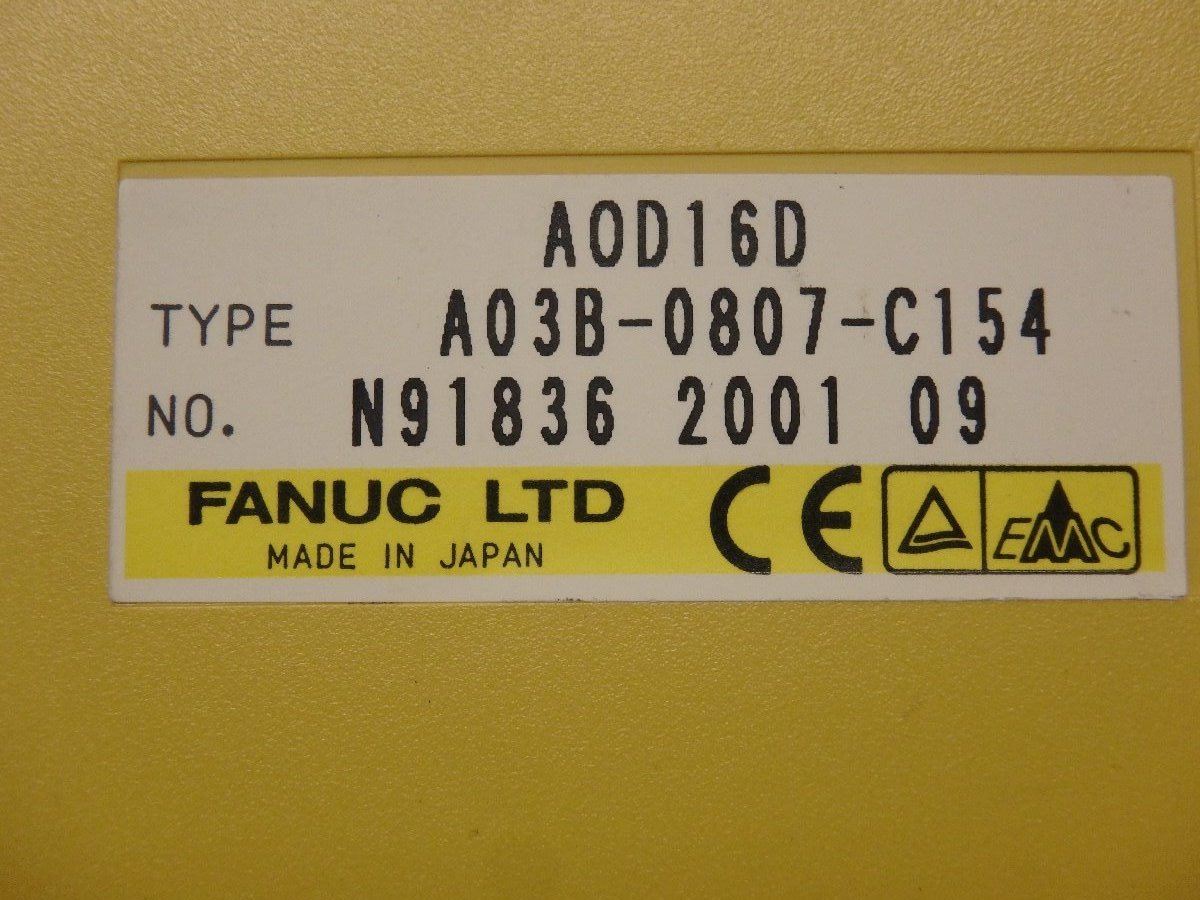 AOD16D
TYPE A03B-0807-C154
NO. N91836 2001 09
FANUC LTD
MADE IN JAPAN
CE
EMC